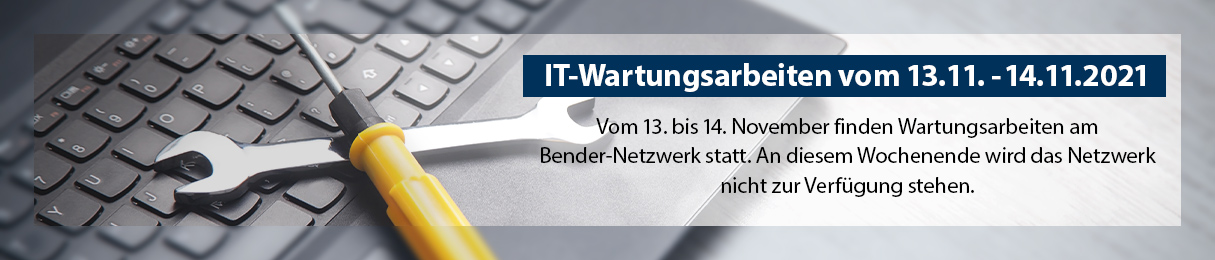 IT-Wartungsarbeiten vom 13.11. - 14.11.2021
Vom 13. bis 14. November finden Wartungsarbeiten am
Bender-Netzwerk statt. An diesem Wochenende wird das Netzwerk
nicht zur Verfügung stehen.